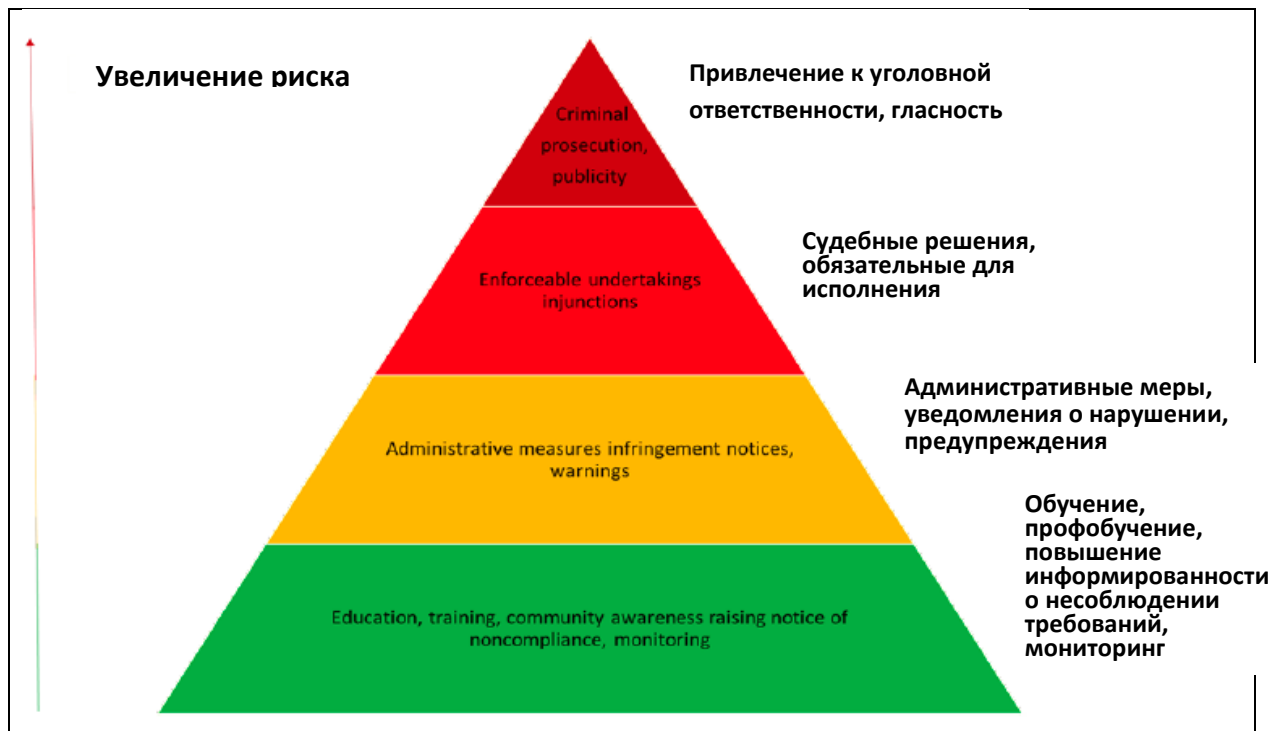 Увеличение риска
Привлечение к уголовной
ответственности, гласность
Criminal
prosecution,
publicity
Судебные решения,
обязательные для
исполнения
Enforceable undertakings
injunctions
Административные меры,
уведомления о нарушении,
предупреждения
Administrative measures infringement notices,
warnings
Обучение,
профобучение,
повышение
информированности
о несоблюдении
требований,
мониторинг
Education, training, community awareness raising notice of
noncompliance, monitoring